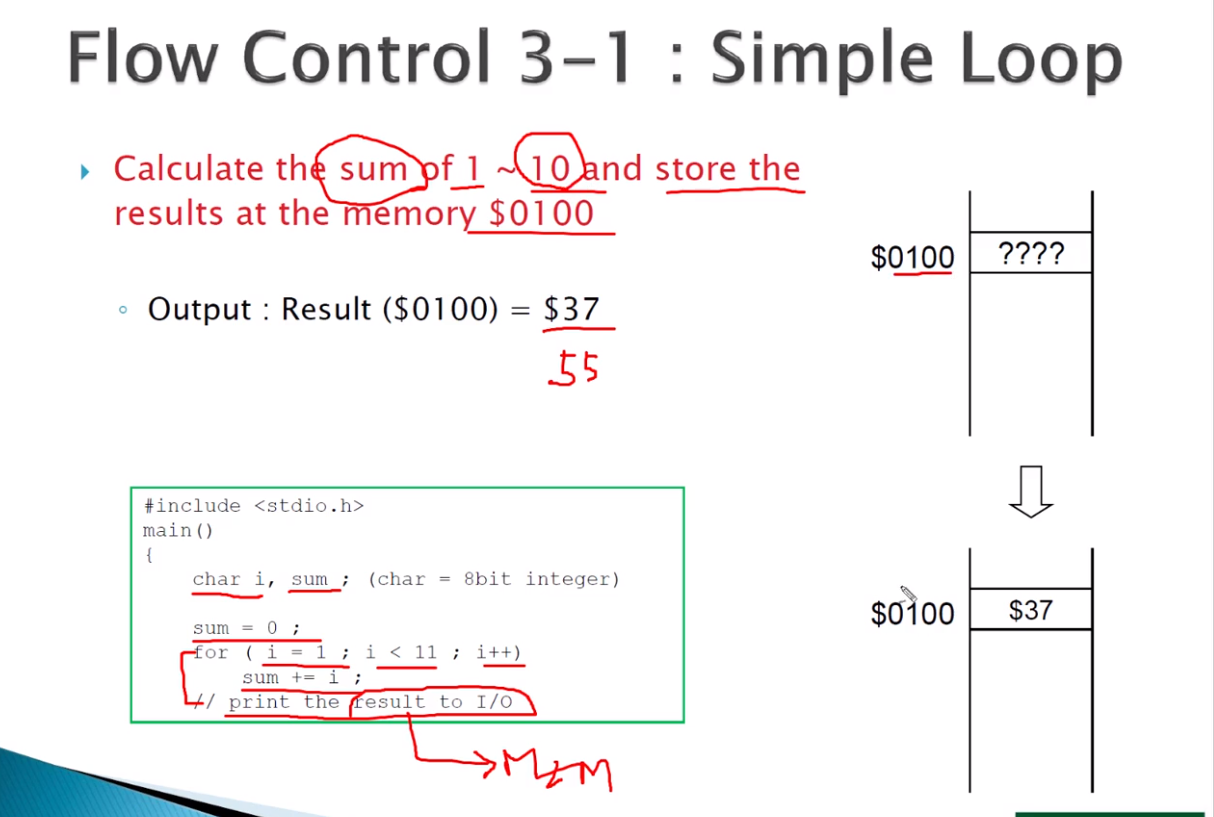 Flow Control 3-1 : Simple Loop
Calculate the sum of 1 ~ 10 and store the
results at the memory $0100
Output : Result ($0100) = $37
55
$0100 ????
#include <stdio.h>
main()
{
char i, sum ; (char = 8bit integer)
sum = 0 ;
for ( i = 1 ; i < 11 ; i++)
sum += i ;
// print the result to I/O
$0100 $37